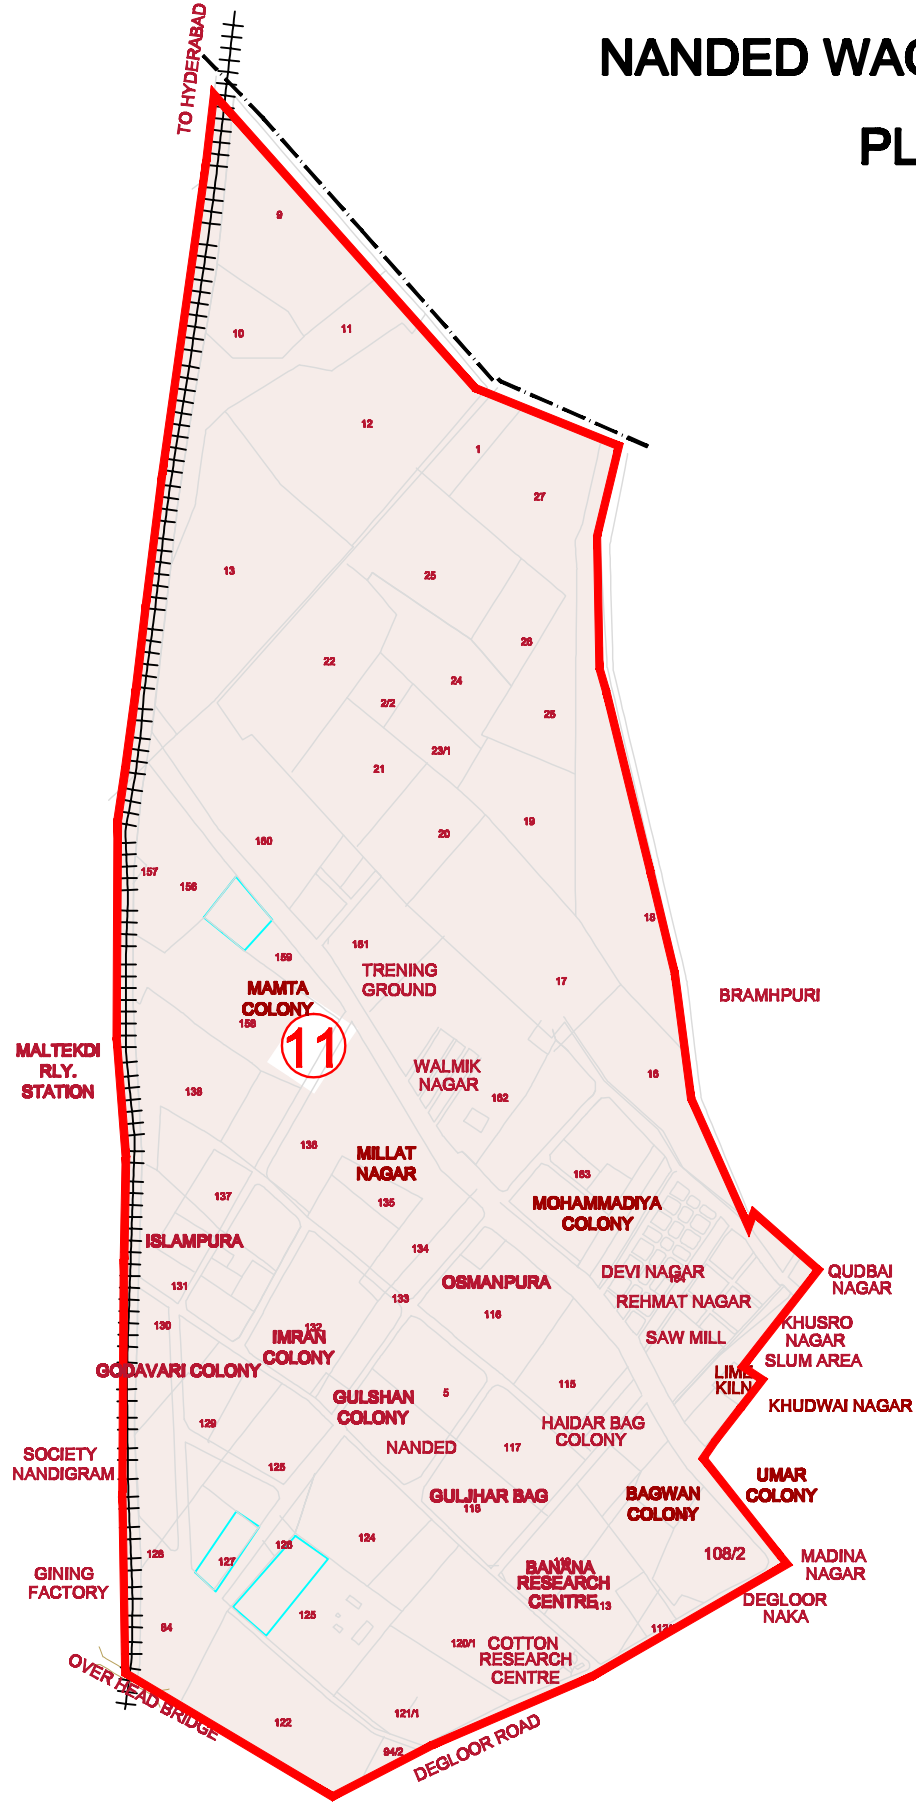 NANDED WAG
PL
TO HYDERABAD
9
10
11
12
1
27
13
25
26
22
24
2/2
25
23/1
21
19
20
160
157
156
18
161
159
TRENING
GROUND
17
MAMTA
COLONY
BRAMHPURI
158
11
MALTEKDI
RLY.
STATION
WALMIK
NAGAR
16
138
162
136
MILLAT
NAGAR
163
137
135
MOHAMMADIYA
COLONY
ISLAMPURA
134
DEVI NAGAR
164
QUDBAI
NAGAR
131
OSMANPURA
133
REHMAT NAGAR
116
130
132
KHUSRO
NAGAR
IMRAN
COLONY
SAW MILL
SLUM AREA
GODAVARI COLONY
LIME
KILN
115
5
GULSHAN
COLONY
KHUDWAI NAGAR
129
HAIDAR BAG
COLONY
NANDED
117
SOCIETY
NANDIGRAM
125
UMAR
COLONY
GULJHAR BAG
118
BAGWAN
COLONY
124
126
128
127
108/2
MADINA
NAGAR
GINING
FACTORY
BANANA
RESEARCH
CENTRE
113
DEGLOOR
NAKA
125
64
120/1
COTTON
RESEARCH
CENTRE
OVER HEAD BRIDGE
121/1
122
94/2
DEGLOOR ROAD